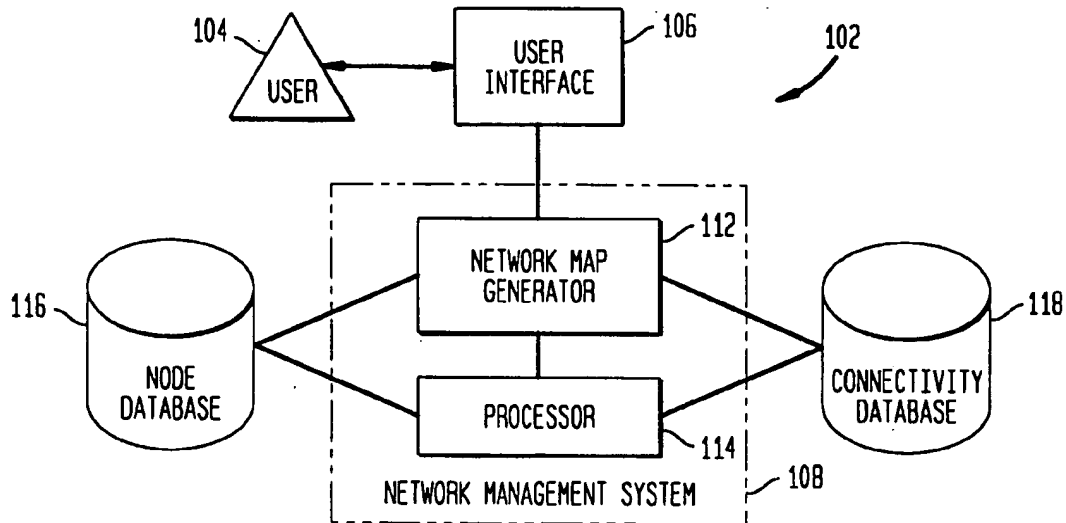 104
USER
USER
INTERFACE
106
102
NETWORK MAP
GENERATOR
112
116
NODE
DATABASE
118
CONNECTIVITY
DATABASE
PROCESSOR
114
NETWORK MANAGEMENT SYSTEM
108